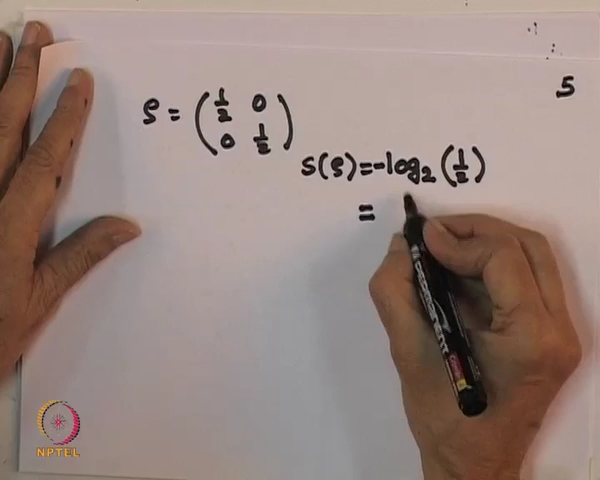 5
ρ = (1/2 0
0 1/2)
S(ρ) = -log₂(1/2)
=
NPTEL